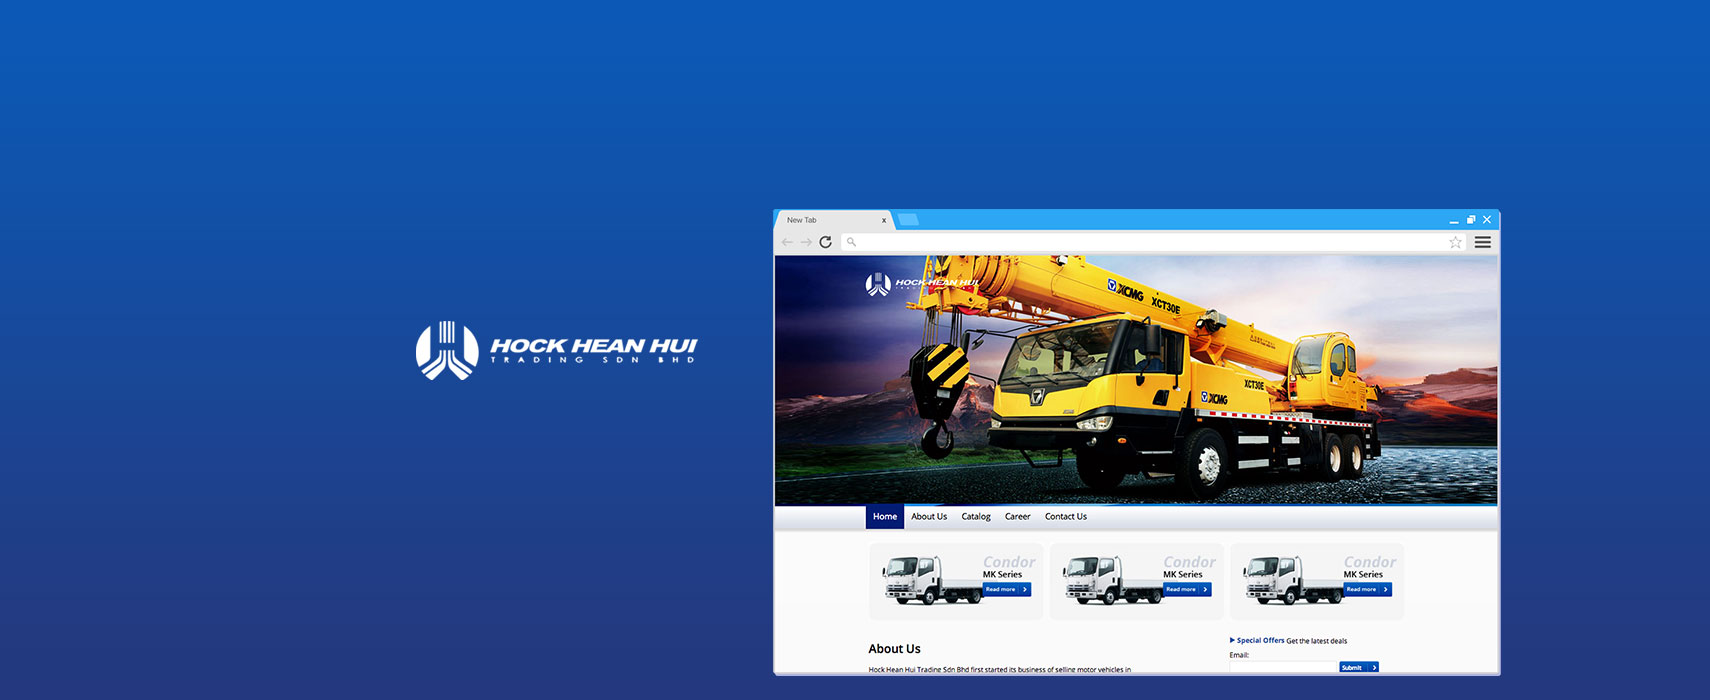 HOCK HEAN HUI
TRADING SDN BHD
New Tab
x
HOCK HEAN HUI
XCMG XCT30E
XCT30E
XCMG
Home About Us Catalog Career Contact Us
Condor
MK Series
Read more
Condor
MK Series
Read more
Condor
MK Series
Read more
About Us
Hock Hean Hui Trading Sdn Bhd first started its business of selling motor vehicles in
Special Offers Get the latest deals
Email:
Submit